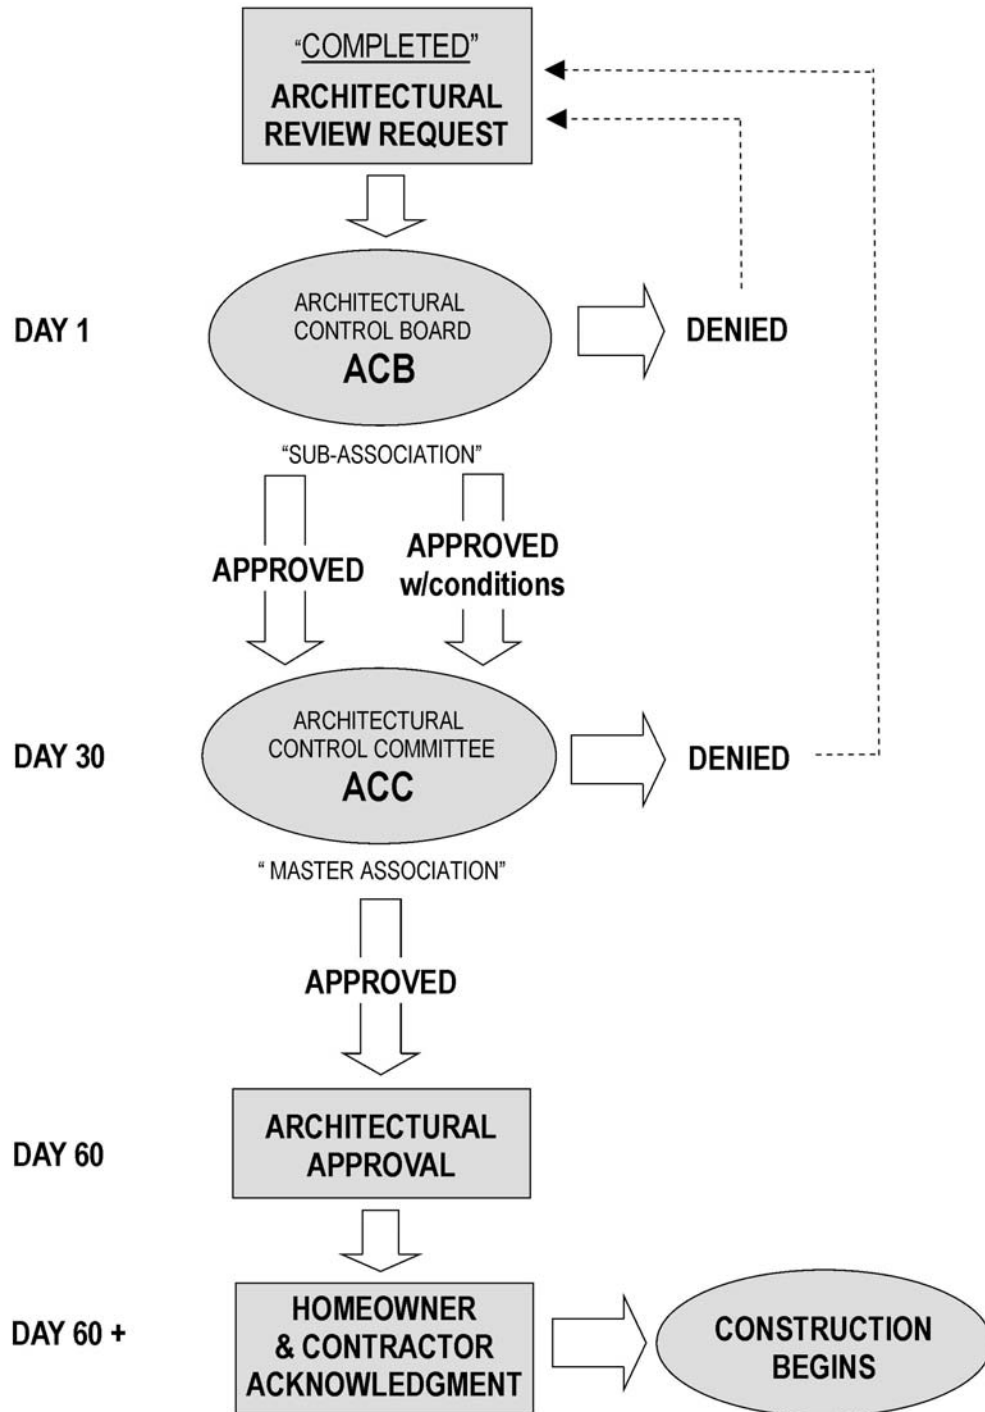 “COMPLETED”
ARCHITECTURAL
REVIEW REQUEST
DAY 1
ARCHITECTURAL
CONTROL BOARD
ACB
DENIED
“SUB-ASSOCIATION”
APPROVED
APPROVED
w/conditions
DAY 30
ARCHITECTURAL
CONTROL COMMITTEE
ACC
DENIED
“ MASTER ASSOCIATION”
APPROVED
DAY 60
ARCHITECTURAL
APPROVAL
DAY 60 +
HOMEOWNER
& CONTRACTOR
ACKNOWLEDGMENT
CONSTRUCTION
BEGINS